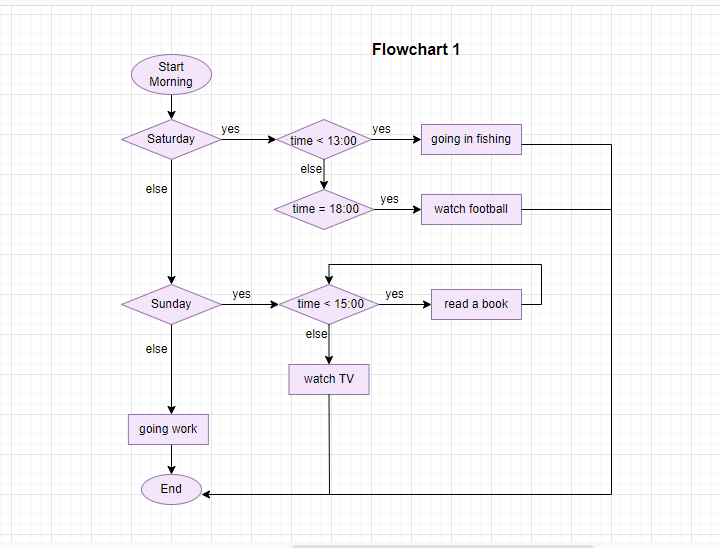 Flowchart 1
Start
Morning
Saturday
yes
time < 13:00
yes
going in fishing
else
else
time = 18:00
yes
watch football
Sunday
yes
time < 15:00
yes
read a book
else
else
watch TV
going work
End